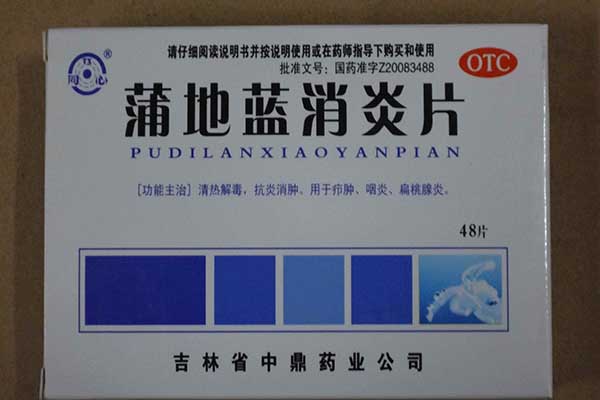 请仔细阅读说明书并按说明使用或在药师指导下购买和使用
批准文号：国药准字Z20083488
OTC
同心
®
蒲地蓝消炎片
PUDILANXIAOYANPIAN
[功能主治] 清热解毒，抗炎消肿、用于疖肿、咽炎、扁桃腺炎。
48片
吉林省中鼎药业公司